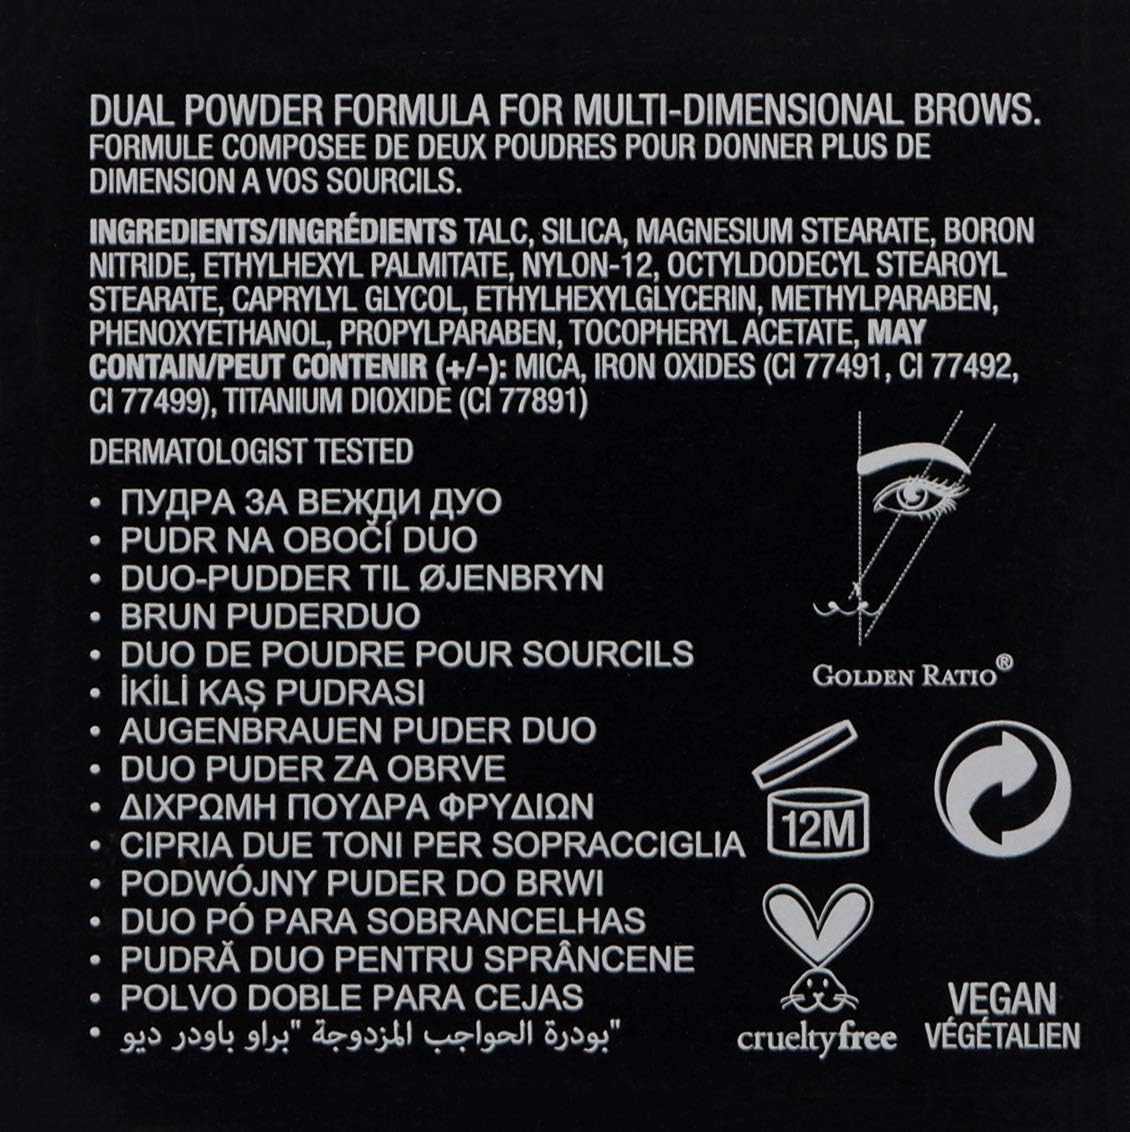 DUAL POWDER FORMULA FOR MULTI-DIMENSIONAL BROWS.
FORMULE COMPOSEE DE DEUX POUDRES POUR DONNER PLUS DE
DIMENSION A VOS SOURCILS.
INGREDIENTS/INGRÉDIENTS TALC, SILICA, MAGNESIUM STEARATE, BORON
NITRIDE, ETHYLHEXYL PALMITATE, NYLON-12, OCTYLDODECYL STEAROYL
STEARATE, CAPRYLYL GLYCOL, ETHYLHEXYLGLYCERIN, METHYLPARABEN,
PHENOXYETHANOL, PROPYLPARABEN, TOCOPHERYL ACETATE, MAY
CONTAIN/PEUT CONTENIR (+/-): MICA, IRON OXIDES (CI 77491, CI 77492,
CI 77499), TITANIUM DIOXIDE (CI 77891)
DERMATOLOGIST TESTED
• ПУДРА ЗА ВЕЖДИ ДУО
• PUDR NA OBOČÍ DUO
• DUO-PUDDER TIL ØJENBRYN
• BRUN PUDERDUO
• DUO DE POUDRE POUR SOURCILS
• İKİLİ KAŞ PUDRASI
• AUGENBRAUEN PUDER DUO
• DUO PUDER ZA OBRVE
• ΔΙΧΡΩΜΗ ΠΟΥΔΡΑ ΦΡΥΔΙΩΝ
• CIPRIA DUE TONI PER SOPRACCIGLIA
• PODWÓJNY PUDER DO BRWI
• DUO PÓ PARA SOBRANCELHAS
• PUDRĂ DUO PENTRU SPRÂNCENE
• POLVO DOBLE PARA CEJAS
• بودرة الحواجب المزدوجة "براو باودر ديو"
GOLDEN RATIO®
12M
crueltyfree
VEGAN
VÉGÉTALIEN